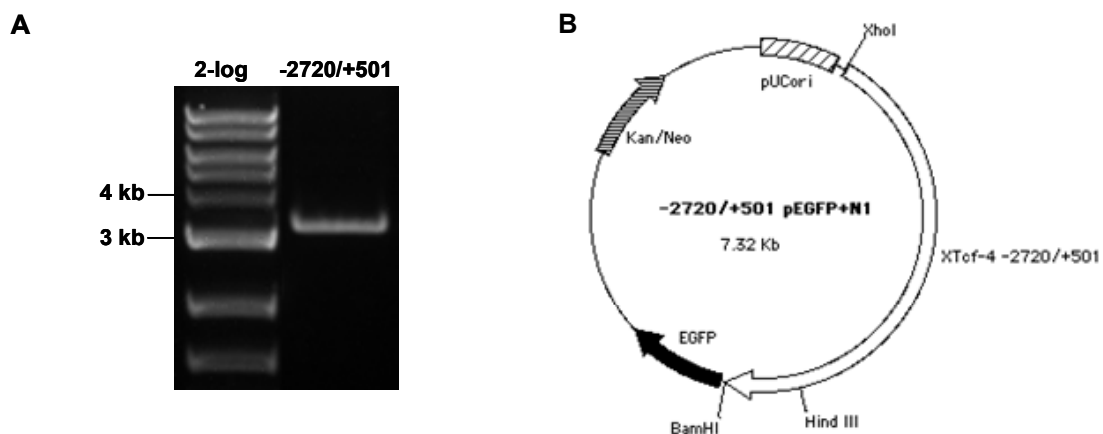 A
2-log
-2720/+501
4 kb
3 kb
B
XhoI
pUCori
Kan/Neo
-2720/+501 pEGFP+N1
7.32 Kb
XTcf-4 -2720/+501
EGFP
BamHI
Hind III